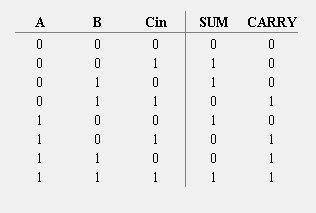 A B Cin SUM CARRY
0 0 0 0 0
0 0 1 1 0
0 1 0 1 0
0 1 1 0 1
1 0 0 1 0
1 0 1 0 1
1 1 0 0 1
1 1 1 1 1